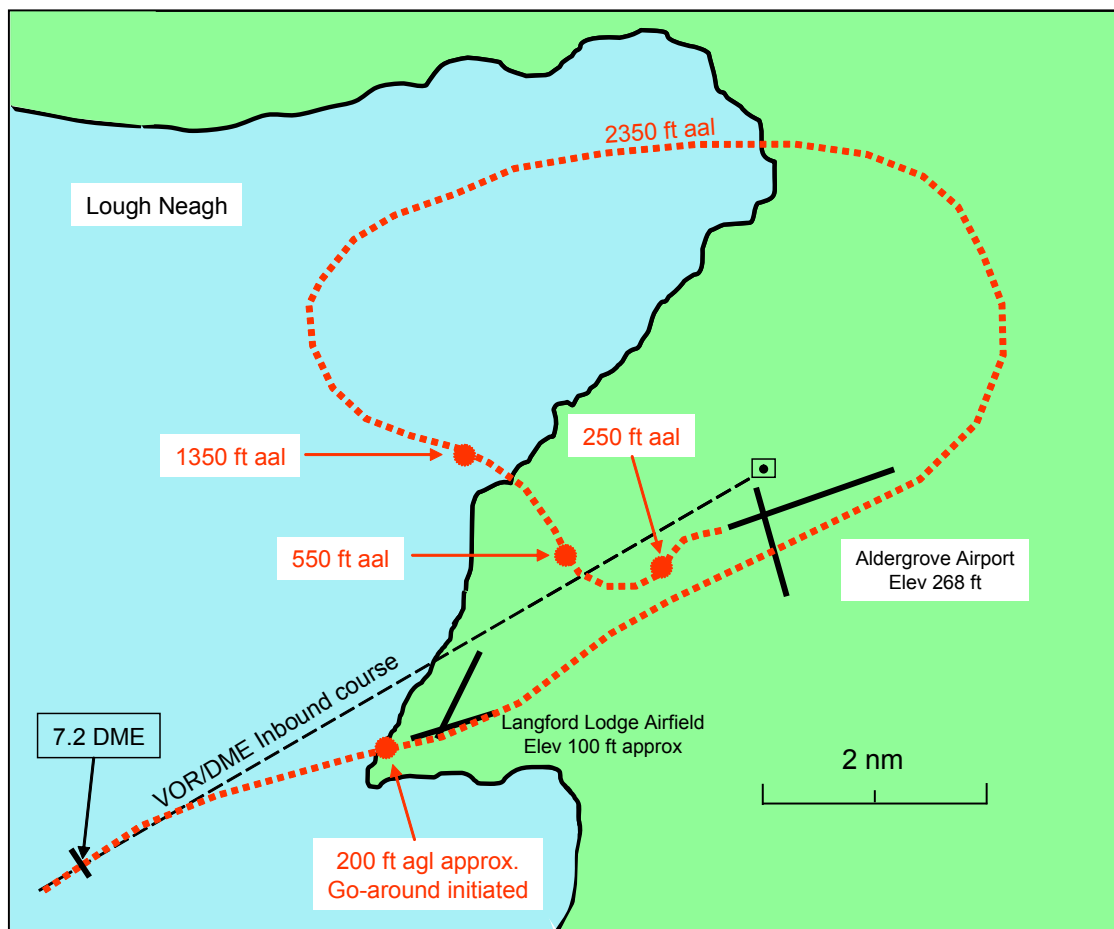 2350 ft aal
Lough Neagh
1350 ft aal
250 ft aal
550 ft aal
Aldergrove Airport
Elev 268 ft
VOR/DME Inbound course
7.2 DME
Langford Lodge Airfield
Elev 100 ft approx
2 nm
200 ft agl approx.
Go-around initiated